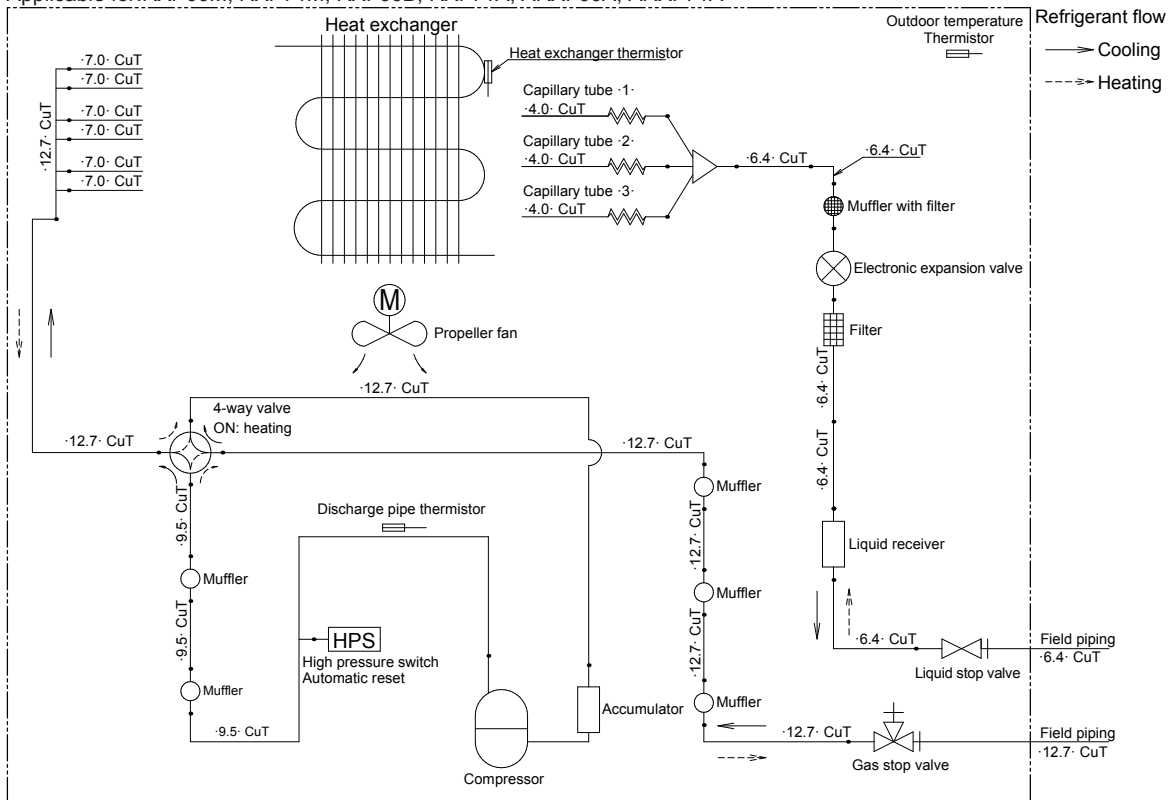 Heat exchanger
Outdoor temperature
Thermistor
Refrigerant flow
Cooling
Heating
Heat exchanger thermistor
·7.0· CuT
·7.0· CuT
·7.0· CuT
·7.0· CuT
·7.0· CuT
·7.0· CuT
·12.7· CuT
Capillary tube ·1·
·4.0· CuT
Capillary tube ·2·
·4.0· CuT
Capillary tube ·3·
·4.0· CuT
·6.4· CuT
·6.4· CuT
Muffler with filter
Electronic expansion valve
Filter
·6.4· CuT
·6.4· CuT
Liquid receiver
M
Propeller fan
·12.7· CuT
4-way valve
ON: heating
·12.7· CuT
·12.7· CuT
·9.5· CuT
Muffler
·9.5· CuT
Muffler
·9.5· CuT
Discharge pipe thermistor
HPS
High pressure switch
Automatic reset
Compressor
Accumulator
Muffler
·12.7· CuT
Muffler
·12.7· CuT
Muffler
·6.4· CuT
Liquid stop valve
Field piping
·6.4· CuT
·12.7· CuT
Gas stop valve
Field piping
·12.7· CuT